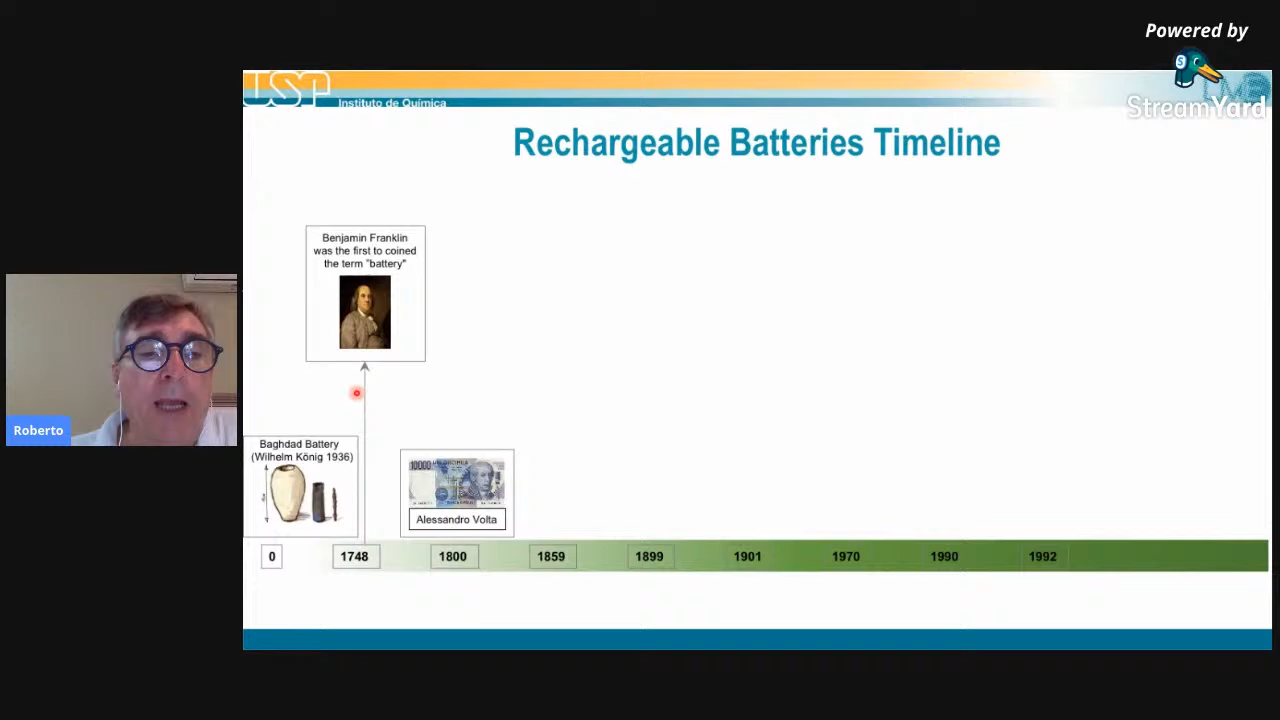 Powered by
StreamYard
USP
Instituto de Química
Rechargeable Batteries Timeline
Benjamin Franklin
was the first to coined
the term "battery"
Roberto
Baghdad Battery
(Wilhelm König 1936)
10000
Alessandro Volta
0 1748 1800 1859 1899 1901 1970 1990 1992